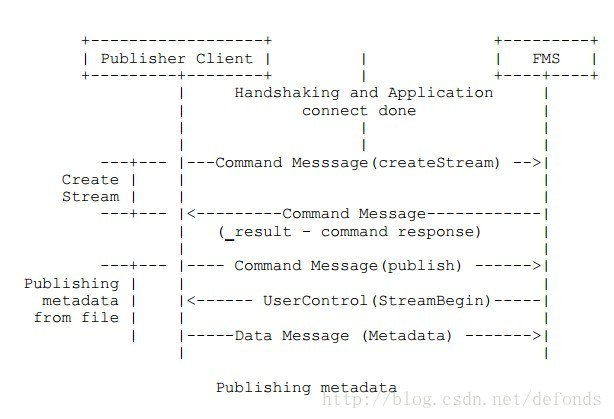 Publisher Client
FMS
Handshaking and Application
connect done
---Command Messsage(createStream) -->
Create
Stream
<---------Command Message------------
(_result - command response)
---- Command Message(publish) ------>
Publishing
metadata
from file
<------ UserControl(StreamBegin)-----
-----Data Message (Metadata) ------->
Publishing metadata
http://blog.csdn.net/defonds